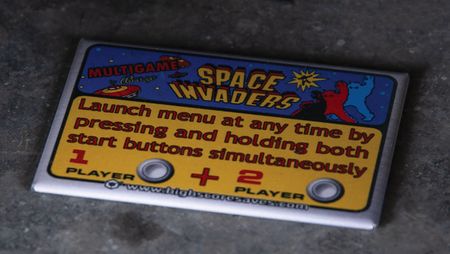 MULTIGAME
SPACE
INVADERS
Launch menu at any time by
pressing and holding both
start buttons simultaneously
1 + 2
PLAYER PLAYER
www.highscoresaves.com